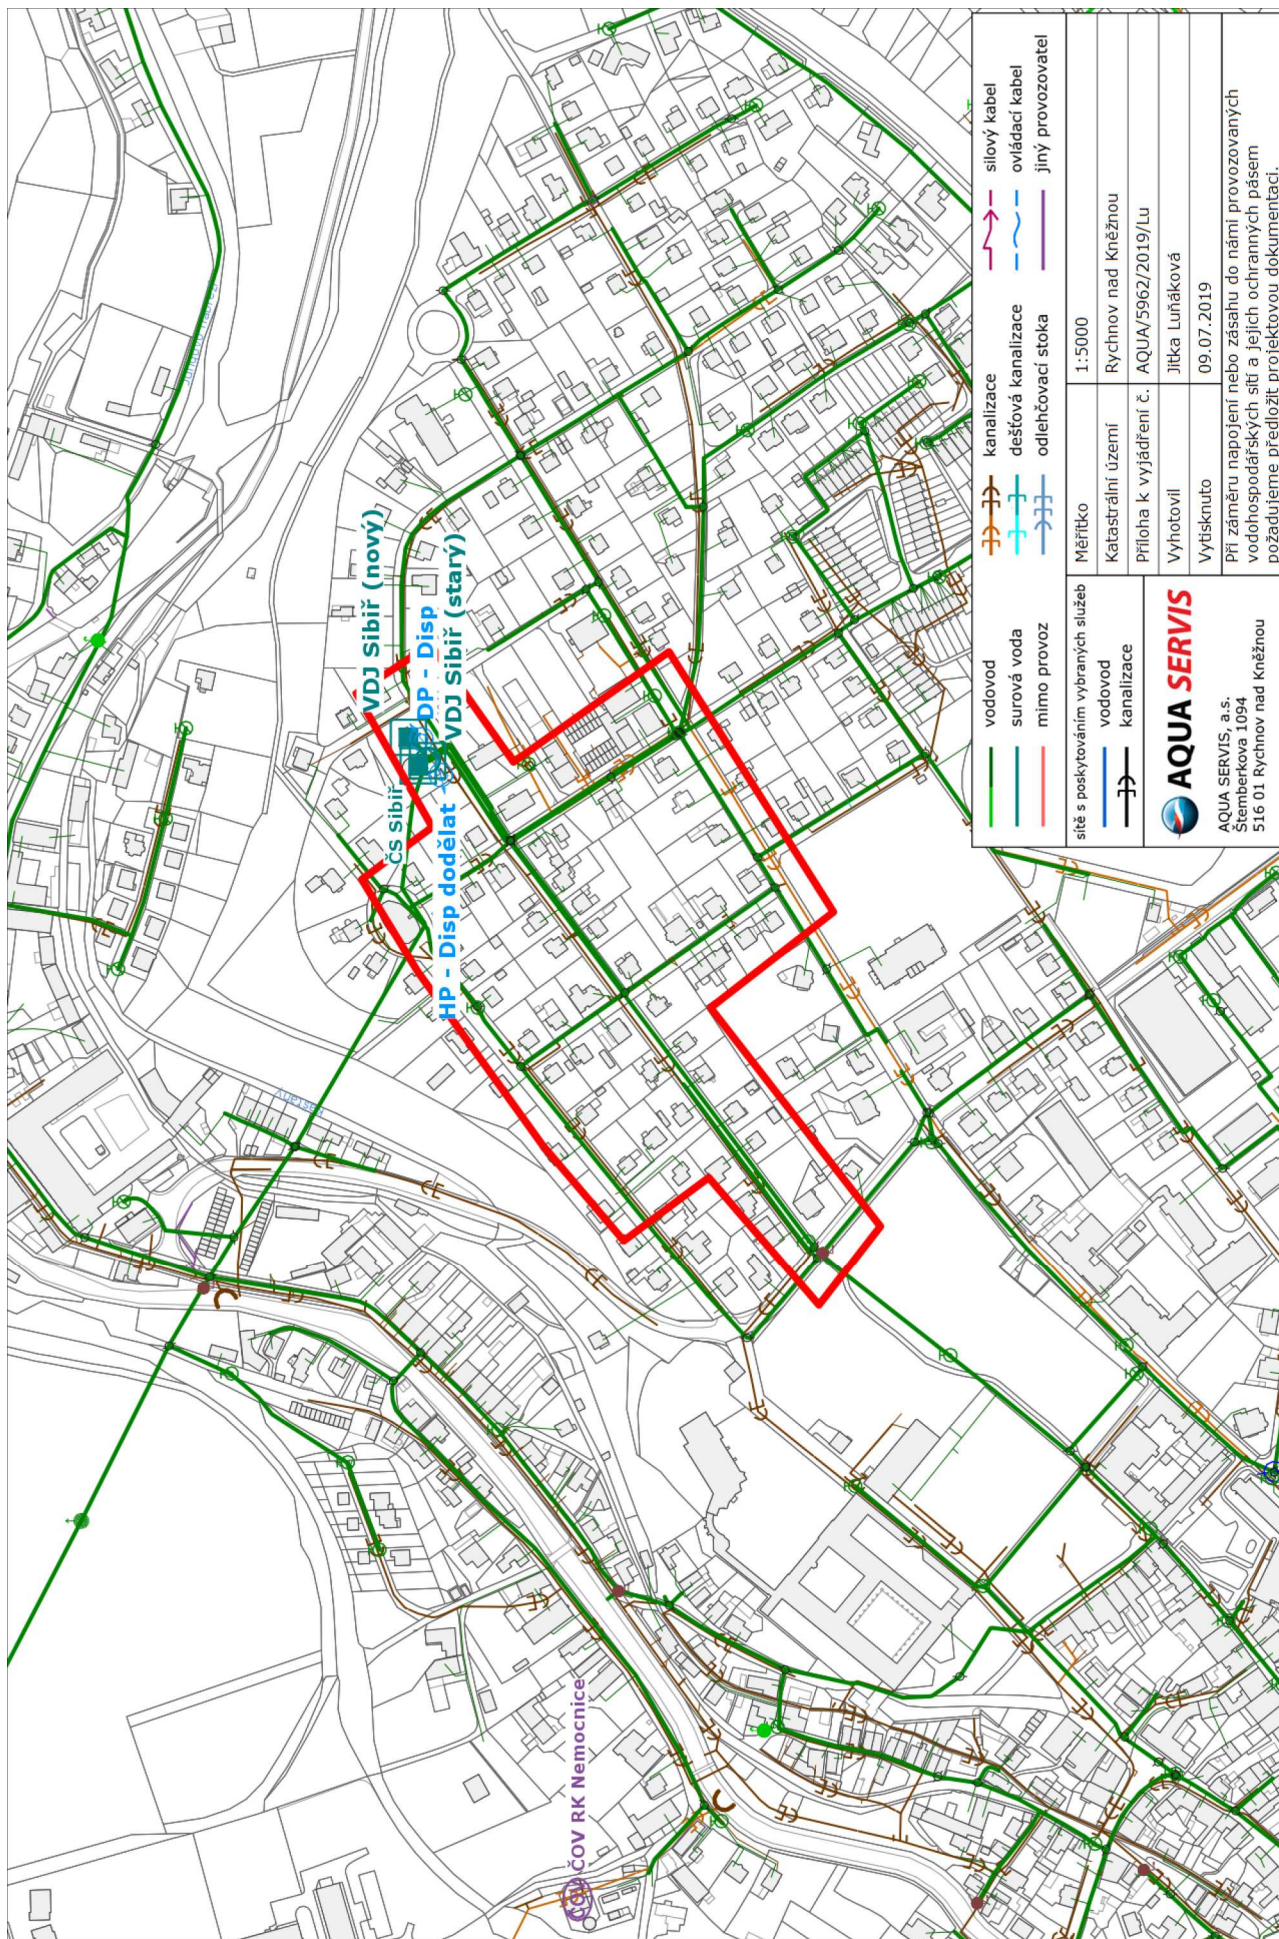 Jungovo nábřeží
VDJ Sibiř (nový)
DP - Disp
VDJ Sibiř (starý)
ČS Sibiř
HP - Disp dodělat
ČOV ČOV RK Nemocnice
vodovod
surová voda
mimo provoz
kanalizace
dešťová kanalizace
odlehčovací stoka
silový kabel
ovládací kabel
jiný provozovatel
sítě s poskytováním vybraných služeb
vodovod
kanalizace
AQUA SERVIS
AQUA SERVIS, a.s.
Štemberkova 1094
516 01 Rychnov nad Kněžnou
Měřítko 1:5000
Katastrální území Rychnov nad Kněžnou
Příloha k vyjádření č. AQUA/5962/2019/Lu
Vyhotovil Jitka Luňáková
Vytisknuto 09.07.2019
Při záměru napojení nebo zásahu do námi provozovaných
vodohospodářských sítí a jejich ochranných pásem
požadujeme předložit projektovou dokumentaci.